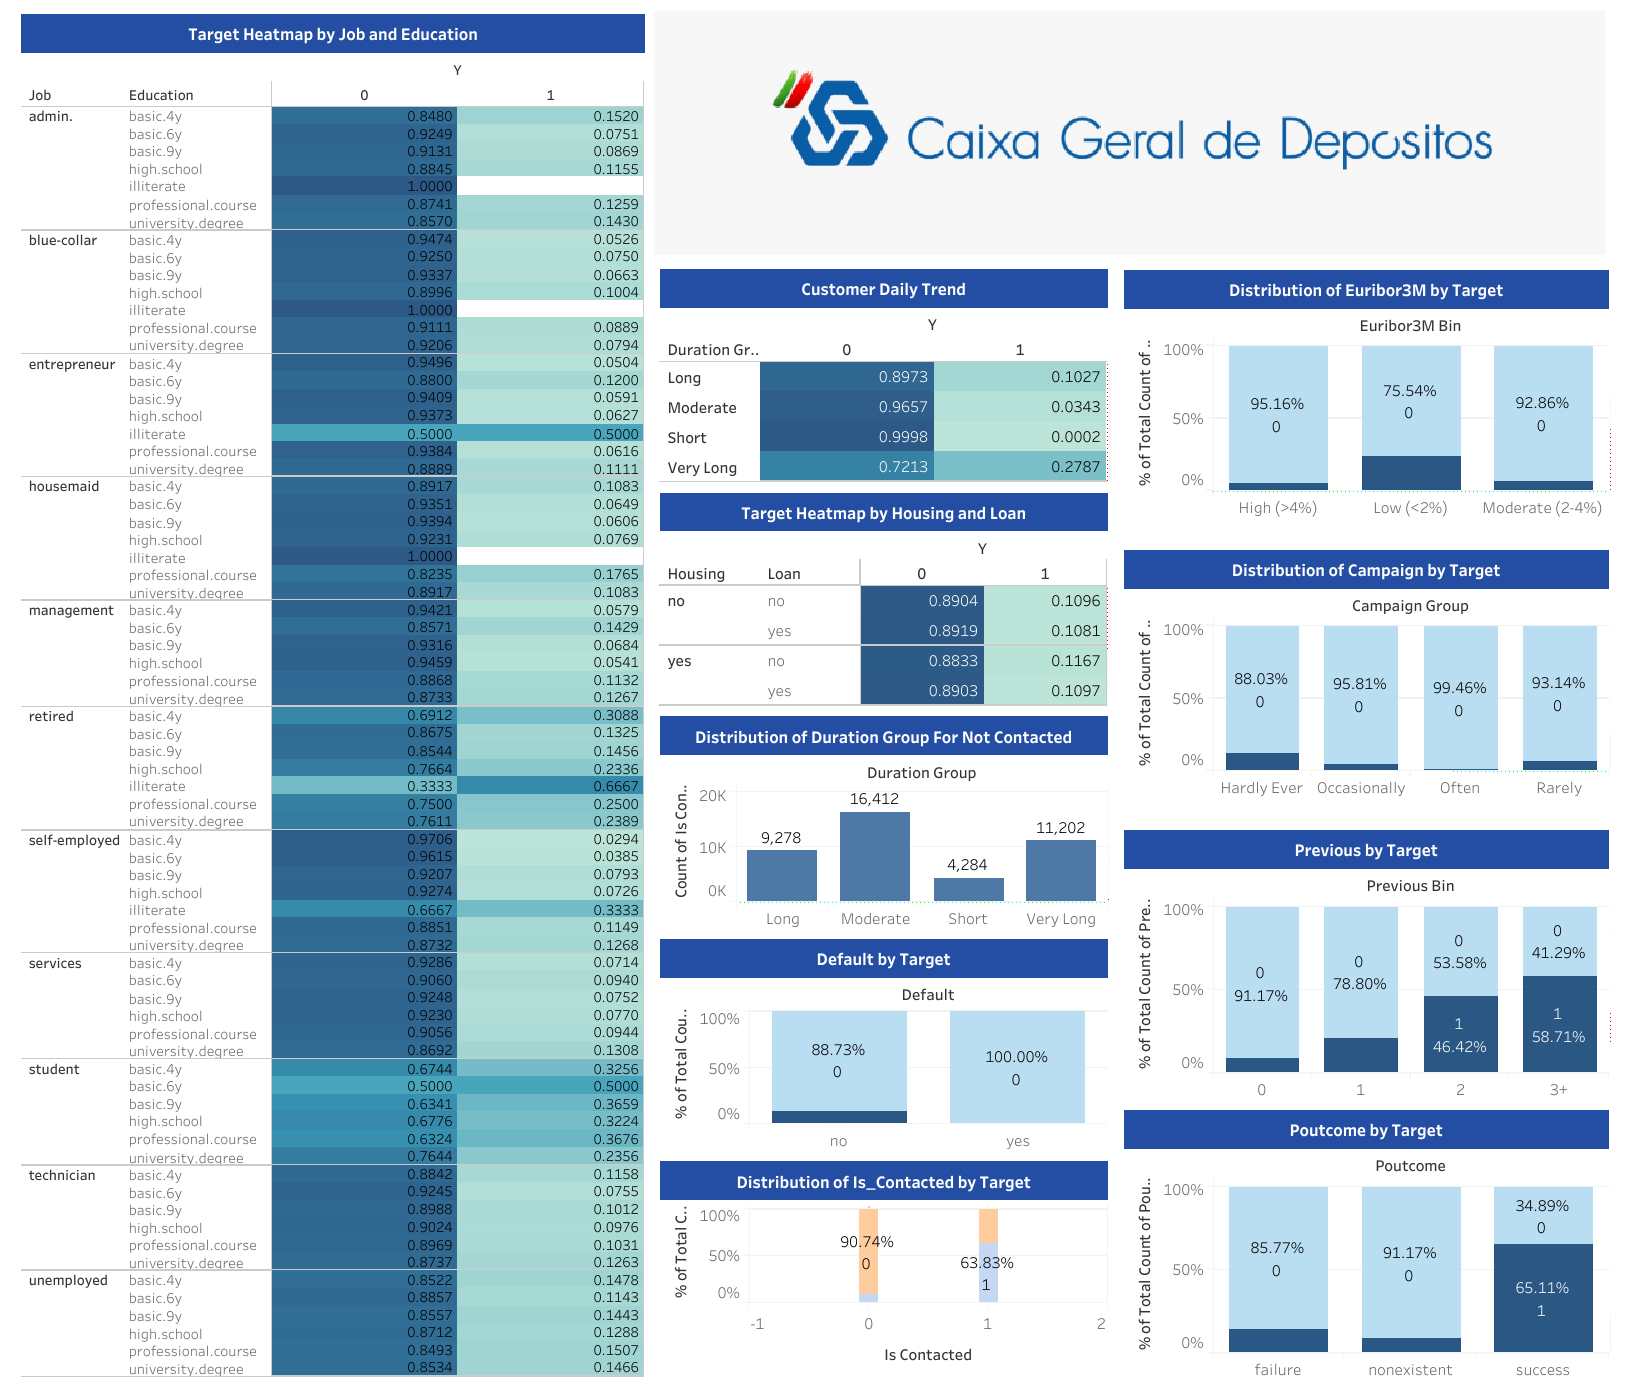 Target Heatmap by Job and Education
Y
Job Education 0 1
admin. basic.4y 0.8480 0.1520
basic.6y 0.9249 0.0751
basic.9y 0.9131 0.0869
high.school 0.8845 0.1155
illiterate 1.0000
professional.course 0.8741 0.1259
university.degree 0.8570 0.1430
blue-collar basic.4y 0.9474 0.0526
basic.6y 0.9250 0.0750
basic.9y 0.9337 0.0663
high.school 0.8996 0.1004
illiterate 1.0000
professional.course 0.9111 0.0889
university.degree 0.9206 0.0794
entrepreneur basic.4y 0.9496 0.0504
basic.6y 0.8800 0.1200
basic.9y 0.9409 0.0591
high.school 0.9373 0.0627
illiterate 0.5000 0.5000
professional.course 0.9384 0.0616
university.degree 0.8889 0.1111
housemaid basic.4y 0.8917 0.1083
basic.6y 0.9351 0.0649
basic.9y 0.9394 0.0606
high.school 0.9231 0.0769
illiterate 1.0000
professional.course 0.8235 0.1765
university.degree 0.8917 0.1083
management basic.4y 0.9421 0.0579
basic.6y 0.8571 0.1429
basic.9y 0.9316 0.0684
high.school 0.9459 0.0541
professional.course 0.8868 0.1132
university.degree 0.8733 0.1267
retired basic.4y 0.6912 0.3088
basic.6y 0.8675 0.1325
basic.9y 0.8544 0.1456
high.school 0.7664 0.2336
illiterate 0.3333 0.6667
professional.course 0.7500 0.2500
university.degree 0.7611 0.2389
self-employed basic.4y 0.9706 0.0294
basic.6y 0.9615 0.0385
basic.9y 0.9207 0.0793
high.school 0.9274 0.0726
illiterate 0.6667 0.3333
professional.course 0.8851 0.1149
university.degree 0.8732 0.1268
services basic.4y 0.9286 0.0714
basic.6y 0.9060 0.0940
basic.9y 0.9248 0.0752
high.school 0.9230 0.0770
professional.course 0.9056 0.0944
university.degree 0.8692 0.1308
student basic.4y 0.6744 0.3256
basic.6y 0.5000 0.5000
basic.9y 0.6341 0.3659
high.school 0.6776 0.3224
professional.course 0.6324 0.3676
university.degree 0.7644 0.2356
technician basic.4y 0.8842 0.1158
basic.6y 0.9245 0.0755
basic.9y 0.8988 0.1012
high.school 0.9024 0.0976
professional.course 0.8969 0.1031
university.degree 0.8737 0.1263
unemployed basic.4y 0.8522 0.1478
basic.6y 0.8857 0.1143
basic.9y 0.8557 0.1443
high.school 0.8712 0.1288
professional.course 0.8493 0.1507
university.degree 0.8534 0.1466
Caixa Geral de Depositos
Customer Daily Trend
Y
Duration Gr.. 0 1
Long 0.8973 0.1027
Moderate 0.9657 0.0343
Short 0.9998 0.0002
Very Long 0.7213 0.2787
Target Heatmap by Housing and Loan
Y
Housing Loan 0 1
no no 0.8904 0.1096
yes 0.8919 0.1081
yes no 0.8833 0.1167
yes 0.8903 0.1097
Distribution of Duration Group For Not Contacted
Duration Group
Count of Is Con..
20K
10K
0K
9,278 16,412 4,284 11,202
Long Moderate Short Very Long
Default by Target
Default
% of Total Cou..
100%
50%
0%
88.73% 100.00%
0 0
no yes
Distribution of Is_Contacted by Target
% of Total C..
100%
50%
0%
90.74%
0
63.83%
1
-1 0 1 2
Is Contacted
Distribution of Euribor3M by Target
Euribor3M Bin
% of Total Count of ..
100%
50%
0%
95.16% 75.54% 92.86%
0 0 0
High (>4%) Low (<2%) Moderate (2-4%)
Distribution of Campaign by Target
Campaign Group
% of Total Count of ..
100%
50%
0%
88.03% 95.81% 99.46% 93.14%
0 0 0 0
Hardly Ever Occasionally Often Rarely
Previous by Target
Previous Bin
% of Total Count of Pre..
100%
50%
0%
0 0 0 0
91.17% 78.80% 53.58% 41.29%
1 1
46.42% 58.71%
0 1 2 3+
Poutcome by Target
Poutcome
% of Total Count of Pou..
100%
50%
0%
85.77% 91.17% 34.89%
0 0 0
65.11%
1
failure nonexistent success